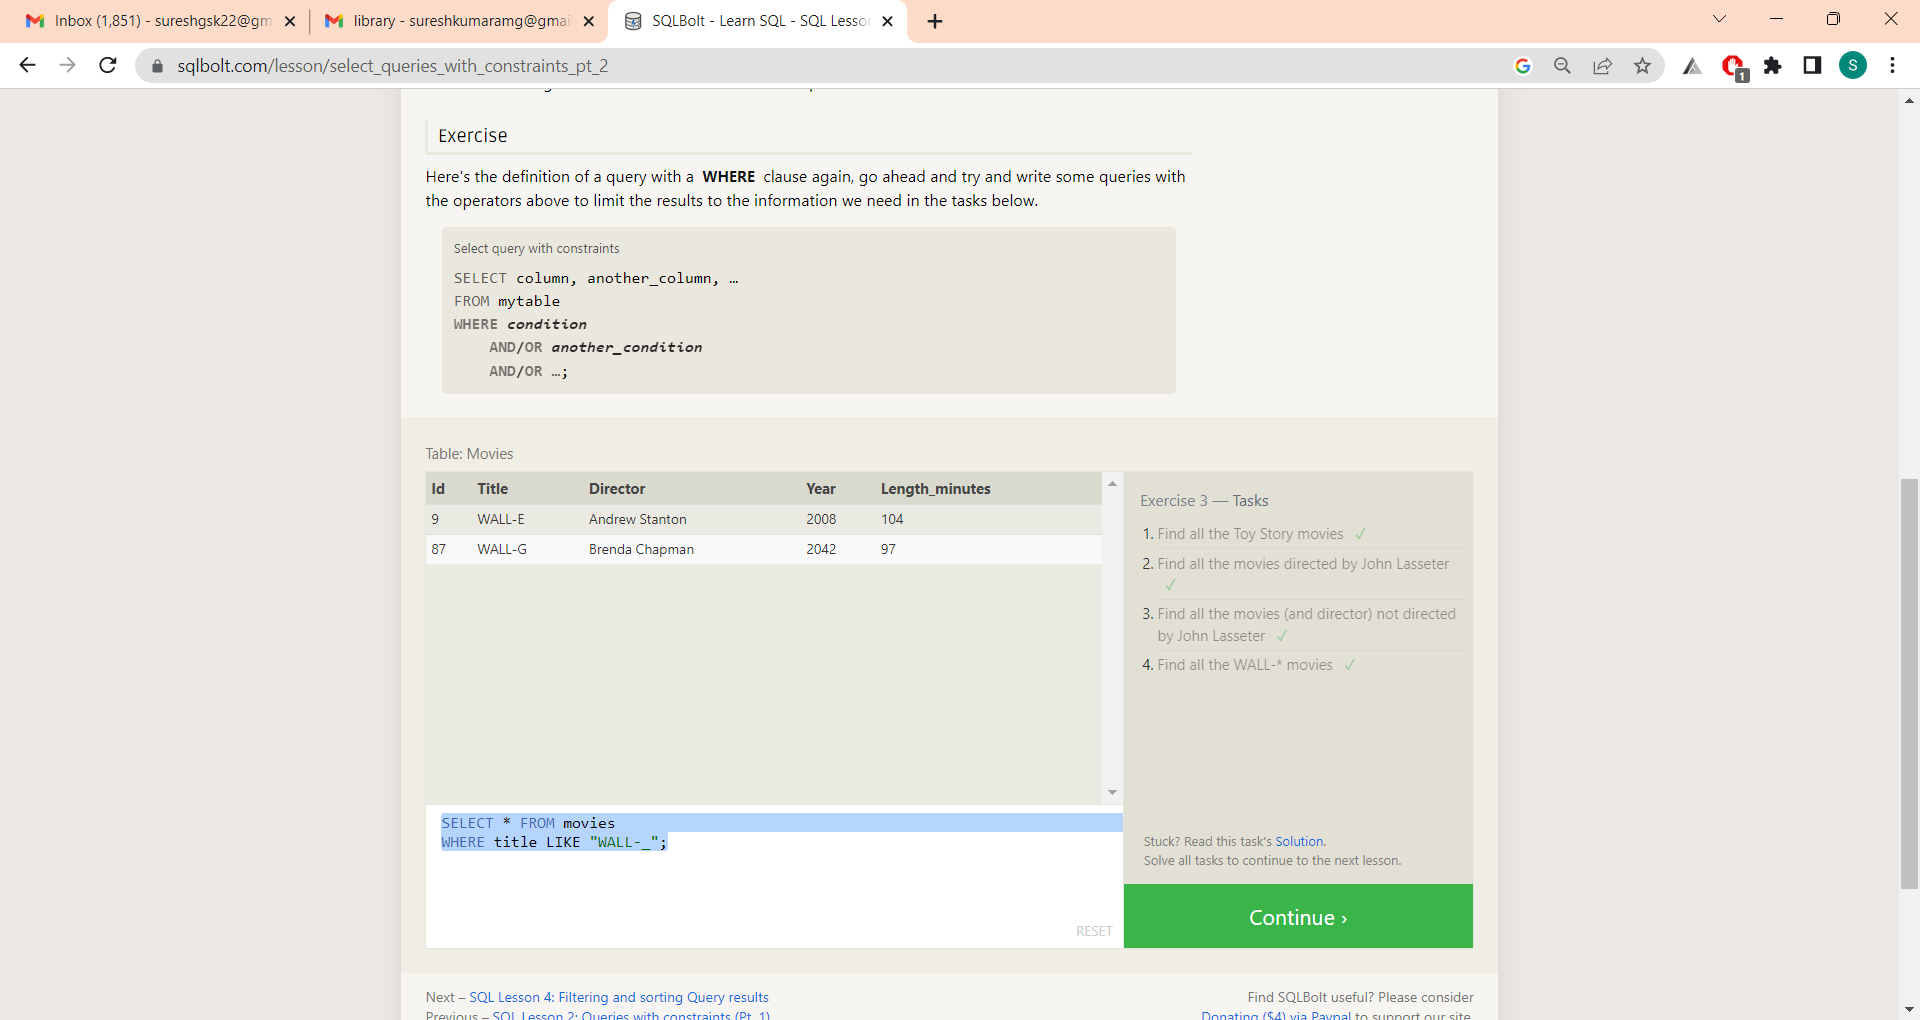 Inbox (1,851) - sureshgsk22@gm
library - sureshkumaramg@gmai
SQLBolt - Learn SQL - SQL Lesso
sqlbolt.com/lesson/select_queries_with_constraints_pt_2
1
S
Exercise
Here's the definition of a query with a WHERE clause again, go ahead and try and write some queries with
the operators above to limit the results to the information we need in the tasks below.
Select query with constraints
SELECT column, another_column, …
FROM mytable
WHERE condition
AND/OR another_condition
AND/OR …;
Table: Movies
Id Title Director Year Length_minutes
9 WALL-E Andrew Stanton 2008 104
87 WALL-G Brenda Chapman 2042 97
SELECT * FROM movies
WHERE title LIKE "WALL-_";
RESET
Exercise 3 — Tasks
1. Find all the Toy Story movies ✓
2. Find all the movies directed by John Lasseter
✓
3. Find all the movies (and director) not directed
by John Lasseter ✓
4. Find all the WALL-* movies ✓
Stuck? Read this task's Solution.
Solve all tasks to continue to the next lesson.
Continue ›
Next – SQL Lesson 4: Filtering and sorting Query results
Previous – SQL Lesson 2: Queries with constraints (Pt. 1)
Find SQLBolt useful? Please consider
Donating ($4) via Paypal to support our site.